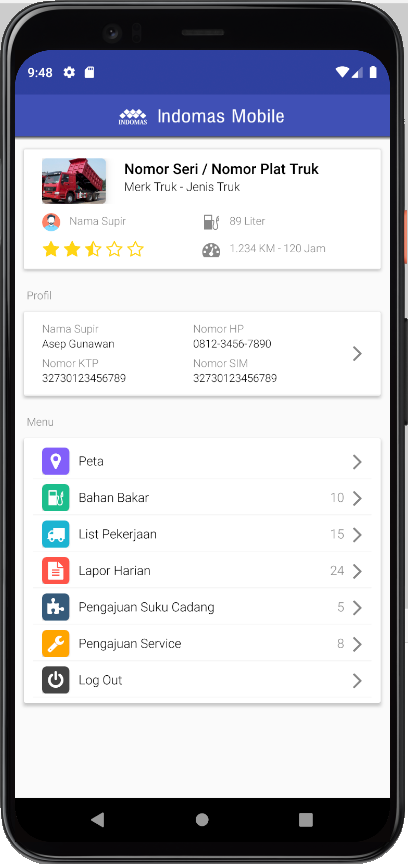 9:48
INDOMAS Indomas Mobile
Nomor Seri / Nomor Plat Truk
Merk Truk - Jenis Truk
Nama Supir 89 Liter
1.234 KM - 120 Jam
Profil
Nama Supir Nomor HP
Asep Gunawan 0812-3456-7890
Nomor KTP Nomor SIM
32730123456789 32730123456789
Menu
Peta
Bahan Bakar 10
List Pekerjaan 15
Lapor Harian 24
Pengajuan Suku Cadang 5
Pengajuan Service 8
Log Out